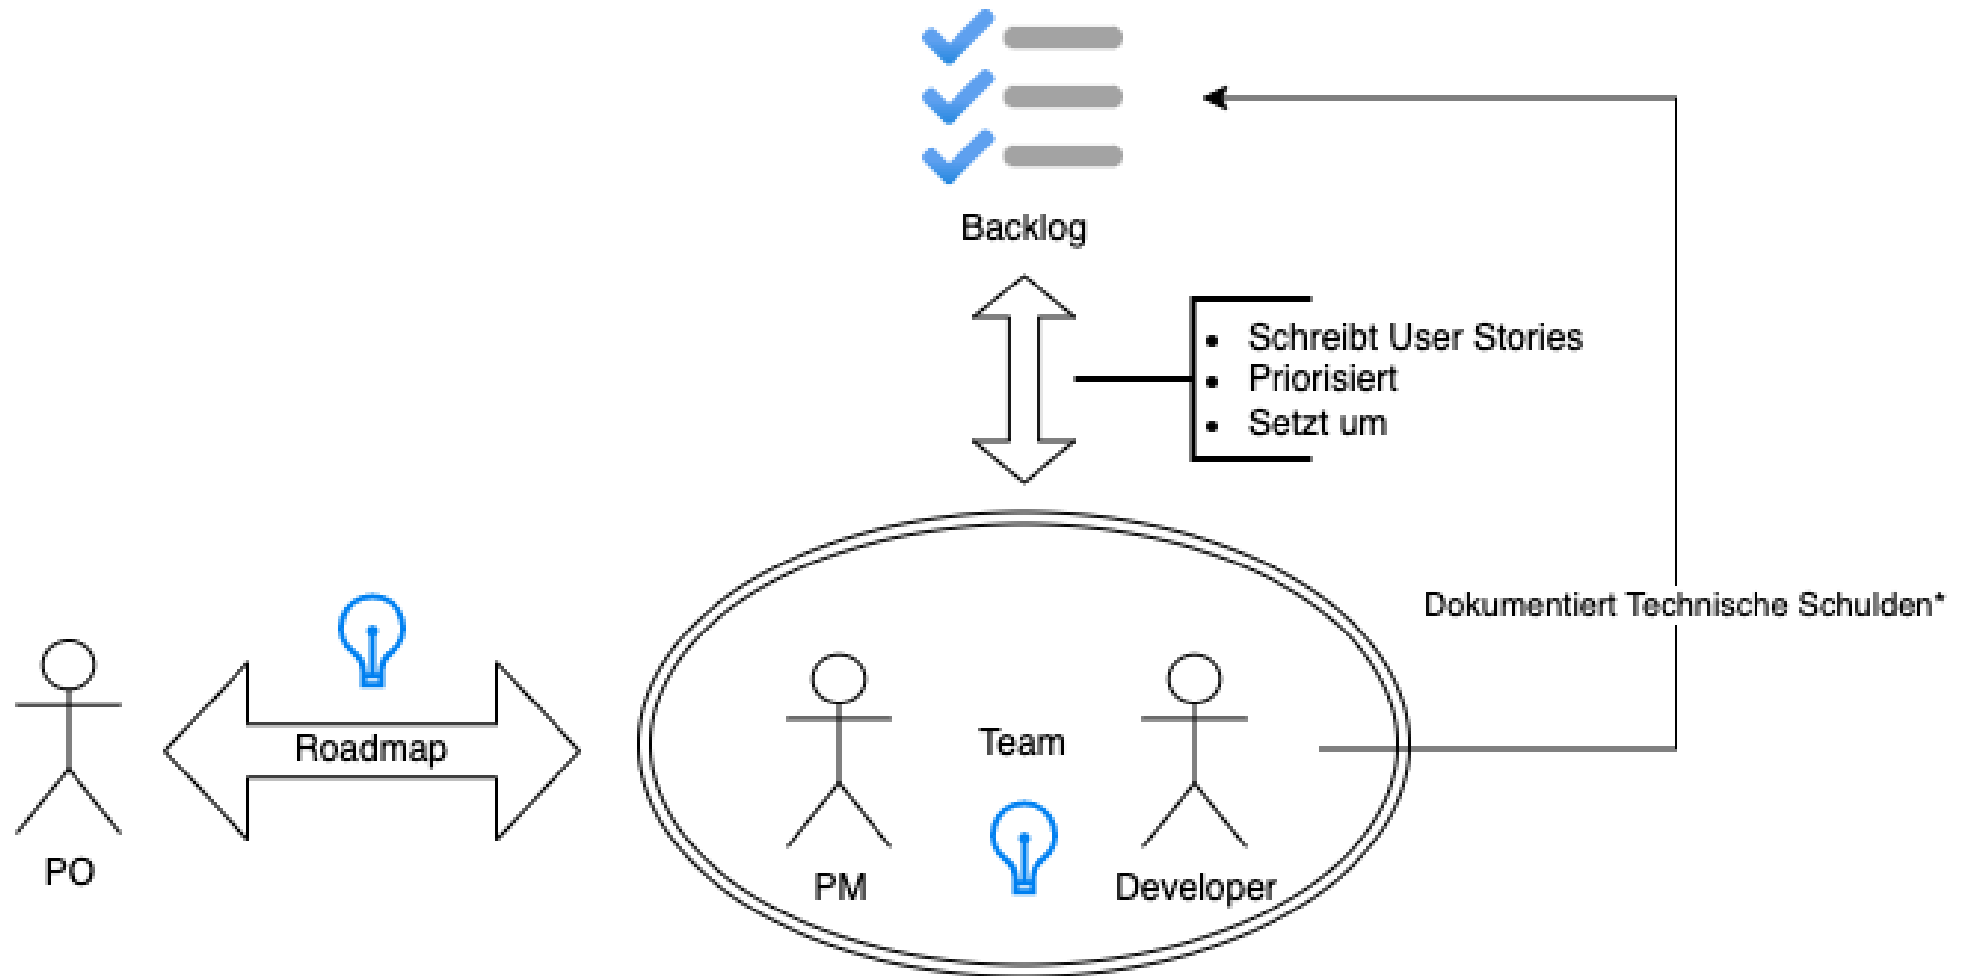 Backlog
Schreibt User Stories
Priorisiert
Setzt um
Dokumentiert Technische Schulden*
Roadmap
Team
PO
PM
Developer